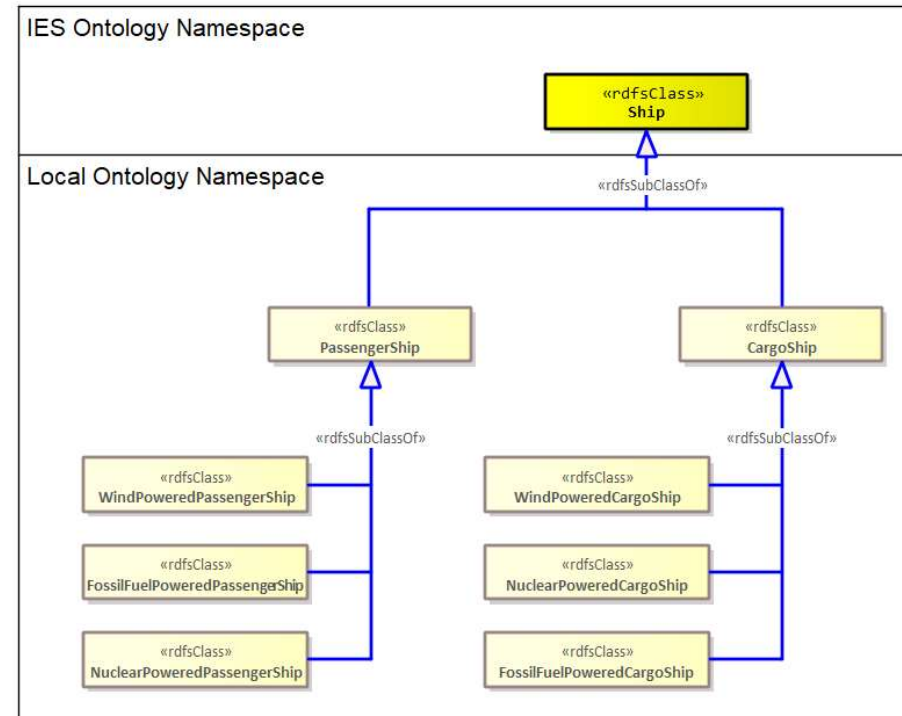 IES Ontology Namespace
«rdfsClass»
Ship
Local Ontology Namespace
«rdfsSubClassOf»
«rdfsClass»
PassengerShip
«rdfsClass»
CargoShip
«rdfsSubClassOf»
«rdfsSubClassOf»
«rdfsClass»
WindPoweredPassengerShip
«rdfsClass»
WindPoweredCargoShip
«rdfsClass»
FossilFuelPoweredPassengerShip
«rdfsClass»
NuclearPoweredCargoShip
«rdfsClass»
NuclearPoweredPassengerShip
«rdfsClass»
FossilFuelPoweredCargoShip